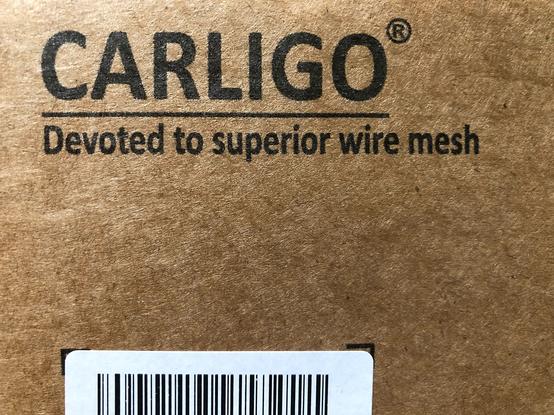 CARLIGO®
Devoted to superior wire mesh